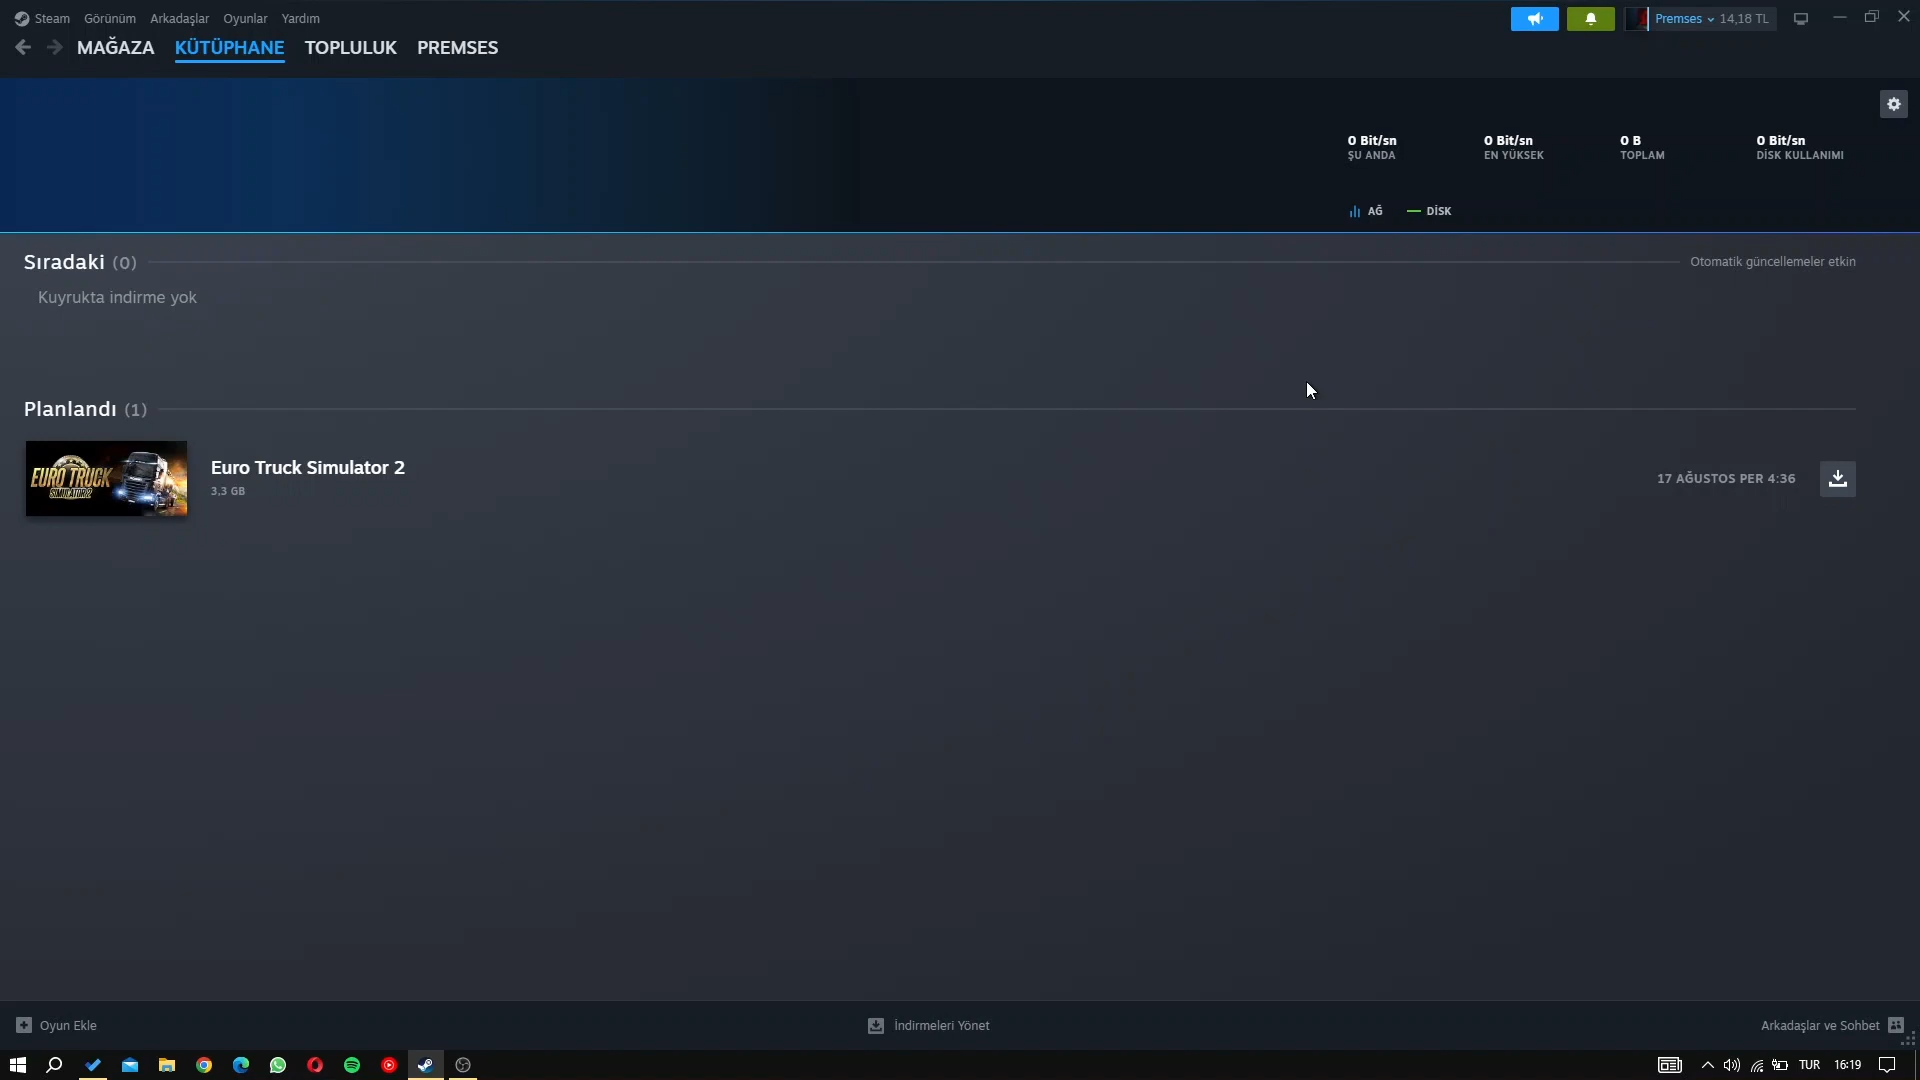 Steam Görünüm Arkadaşlar Oyunlar Yardım
Premses 14,18 TL
MAĞAZA KÜTÜPHANE TOPLULUK PREMSES
0 Bit/sn 0 Bit/sn 0 B 0 Bit/sn
ŞU ANDA EN YÜKSEK TOPLAM DİSK KULLANIMI
AĞ DİSK
Sıradaki (0) Otomatik güncellemeler etkin
Kuyrukta indirme yok
Planlandı (1)
EURO TRUCK
SIMULATOR 2
Euro Truck Simulator 2
3,3 GB
17 AĞUSTOS PER 4:36
Oyun Ekle İndirmeleri Yönet Arkadaşlar ve Sohbet
TUR 16:19